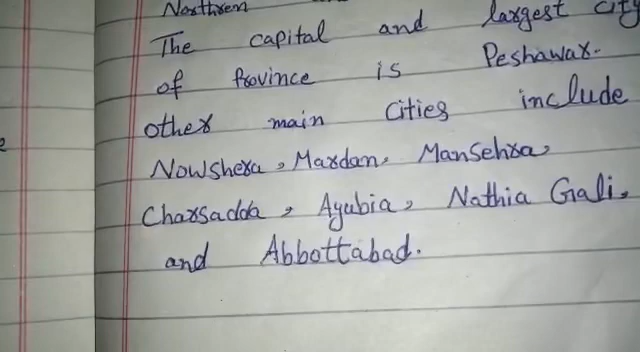 Northren
The capital and largest city
of Province is Peshawar.
other main Cities include
Nowshera, Mardan, Mansehra,
Charsadda, Ayubia, Nathia Gali,
and Abbottabad.